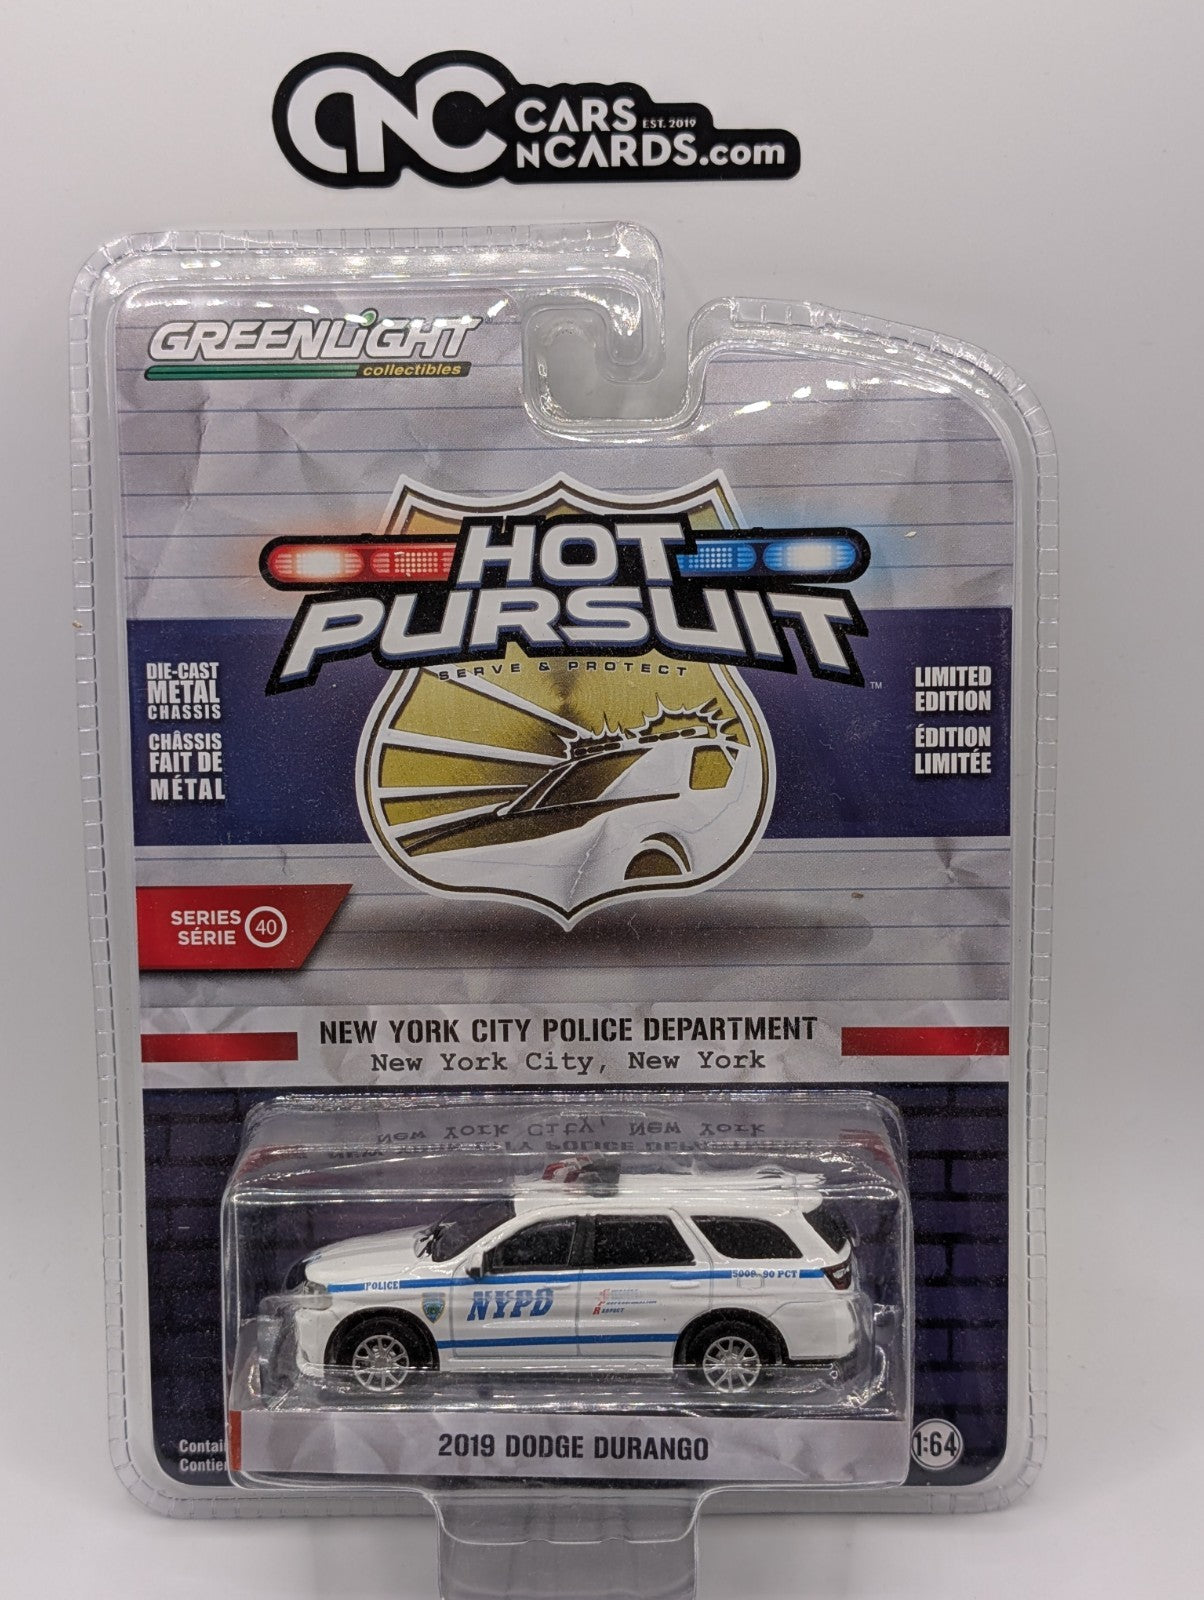 CNC CARS EST. 2019
NCARDS.com
GREENLIGHT
collectibles
HOT
PURSUIT
SERVE & PROTECT
TM
DIE-CAST
METAL
CHASSIS
CHÂSSIS
FAIT DE
MÉTAL
LIMITED
EDITION
ÉDITION
LIMITÉE
SERIES
SÉRIE 40
NEW YORK CITY POLICE DEPARTMENT
New York City, New York
POLICE
NYPD
90 PCT
2019 DODGE DURANGO
1:64